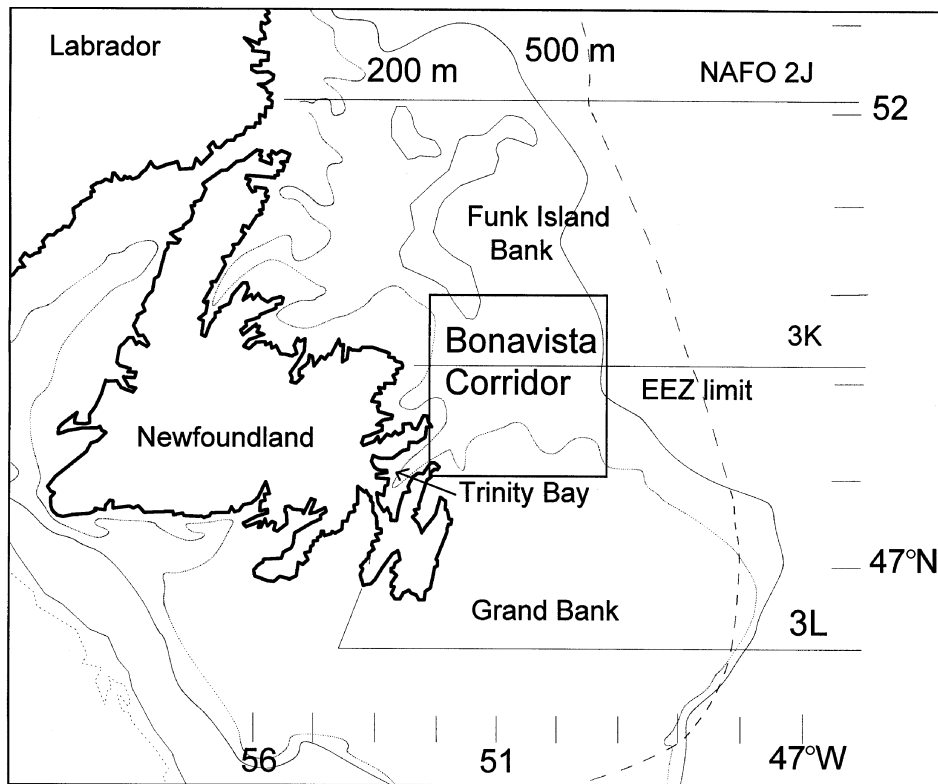 Labrador
200 m
500 m
NAFO 2J
52
Funk Island
Bank
Bonavista
Corridor
3K
EEZ limit
Newfoundland
Trinity Bay
47°N
Grand Bank
3L
56
51
47°W